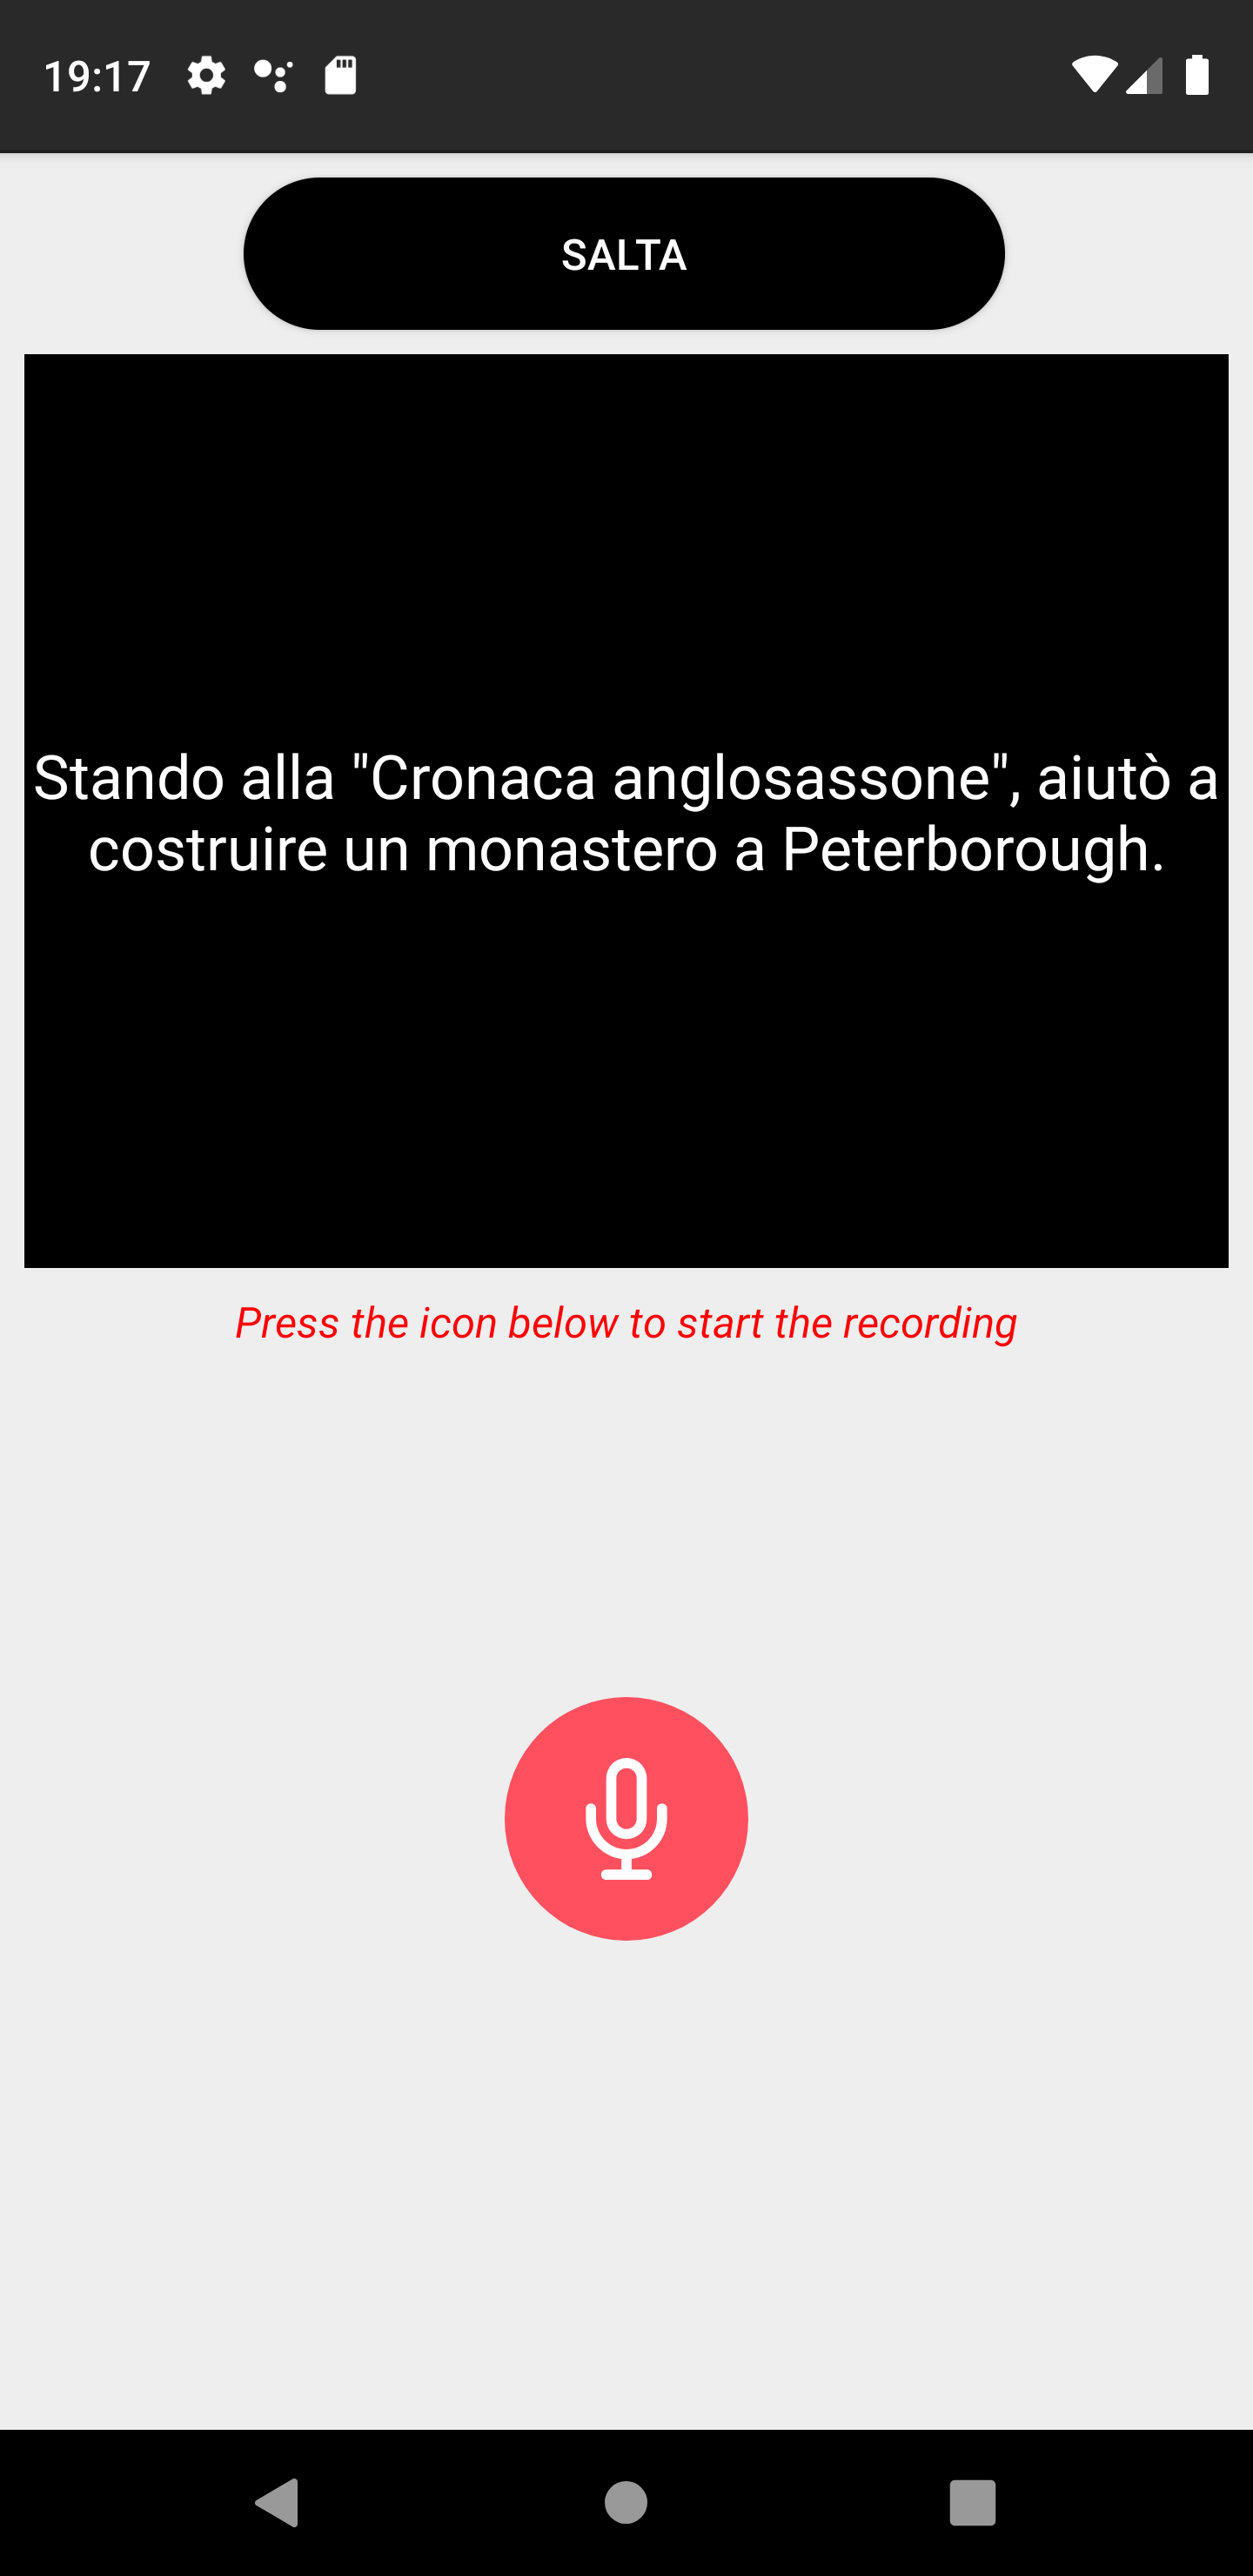 19:17
SALTA
Stando alla "Cronaca anglosassone", aiutò a
costruire un monastero a Peterborough.
Press the icon below to start the recording